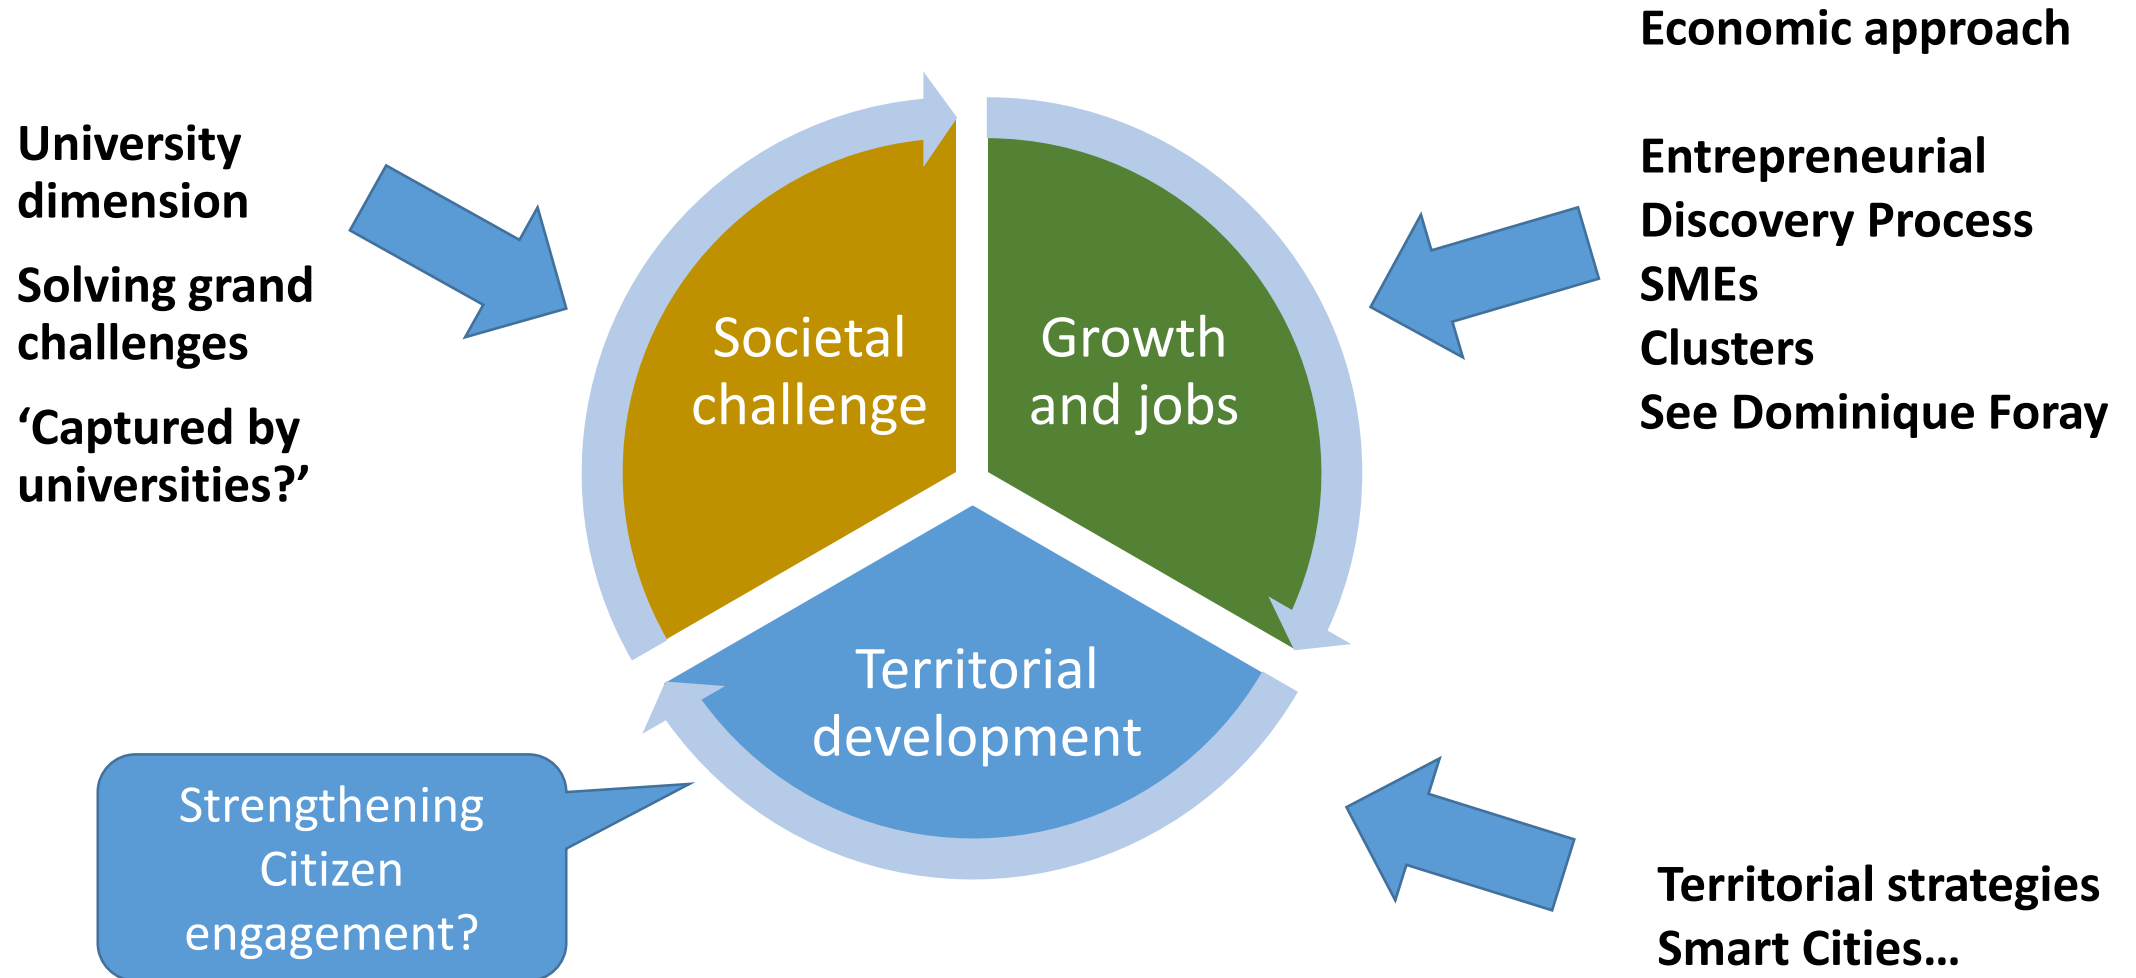 Economic approach
University
dimension
Solving grand
challenges
‘Captured by
universities?’
Societal
challenge
Growth
and jobs
Territorial
development
Entrepreneurial
Discovery Process
SMEs
Clusters
See Dominique Foray
Strengthening
Citizen
engagement?
Territorial strategies
Smart Cities...